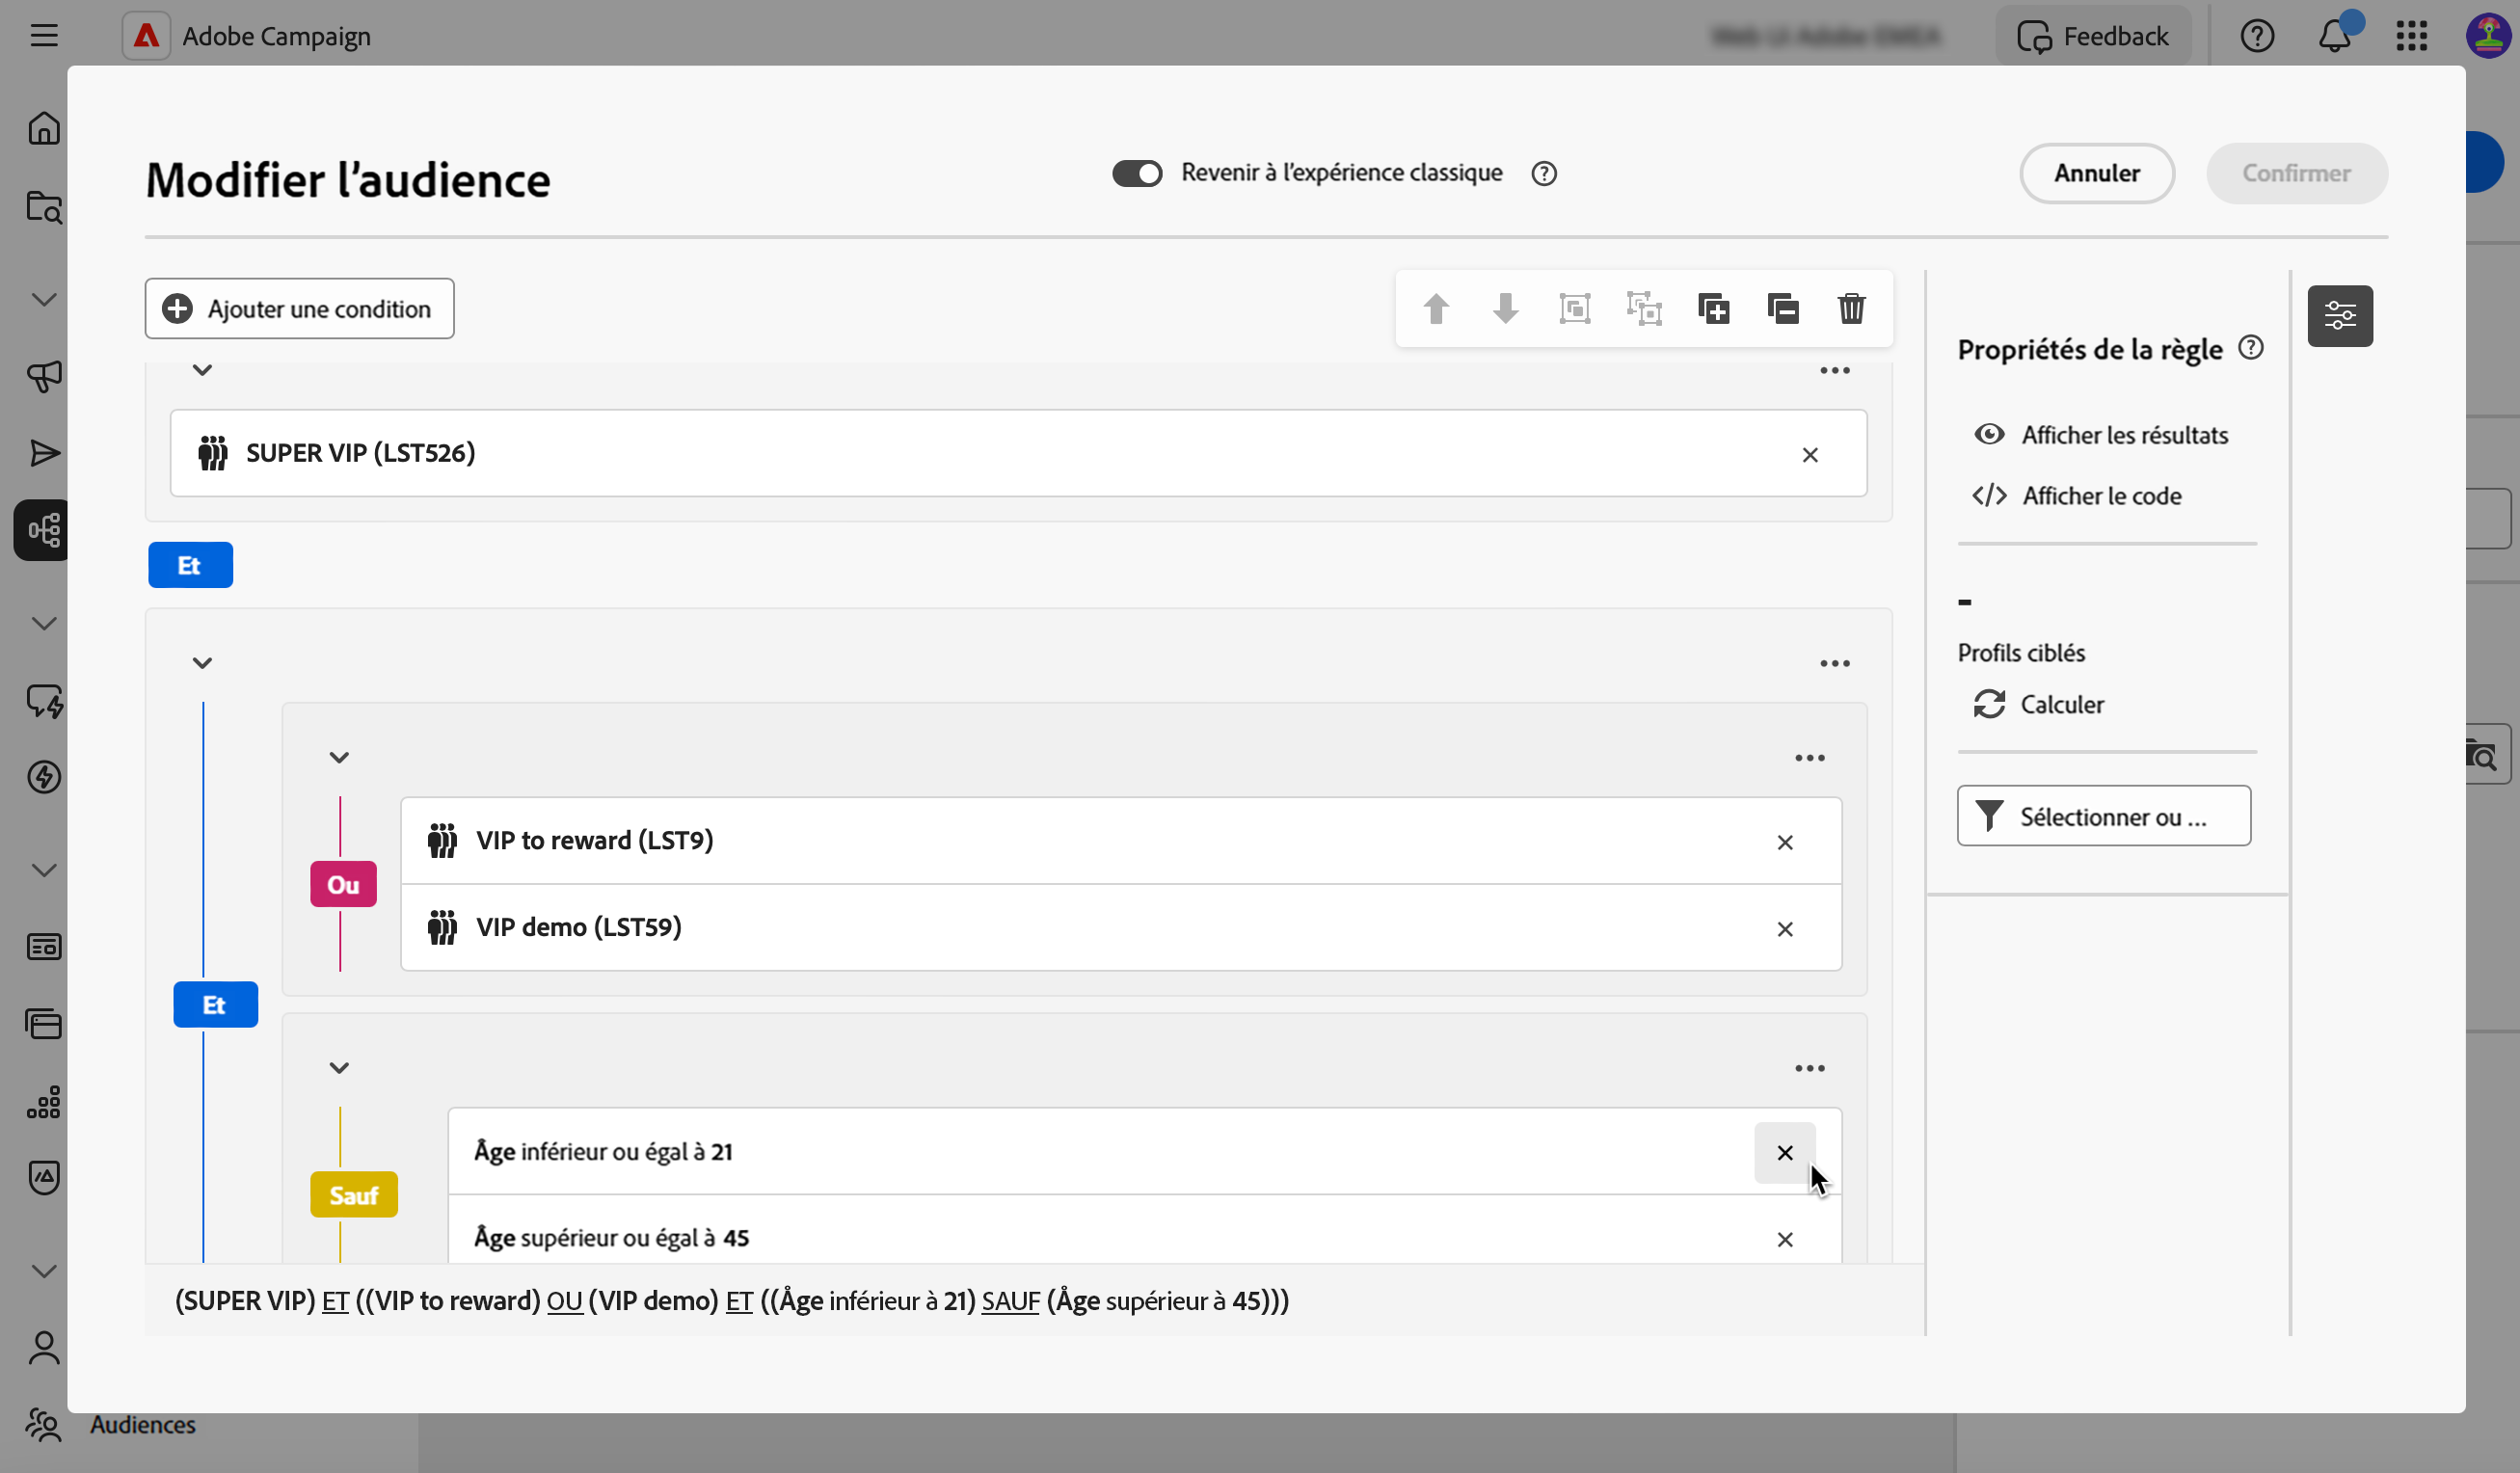 Adobe Campaign
Feedback
Modifier l’audience
Revenir à l’expérience classique
Annuler
Confirmer
Ajouter une condition
SUPER VIP (LST526)
Et
VIP to reward (LST9)
Ou
VIP demo (LST59)
Et
Âge inférieur ou égal à 21
Sauf
Âge supérieur ou égal à 45
(SUPER VIP) ET ((VIP to reward) OU (VIP demo) ET ((Âge inférieur à 21) SAUF (Âge supérieur à 45)))
Propriétés de la règle
Afficher les résultats
Afficher le code
-
Profils ciblés
Calculer
Sélectionner ou ...
Audiences